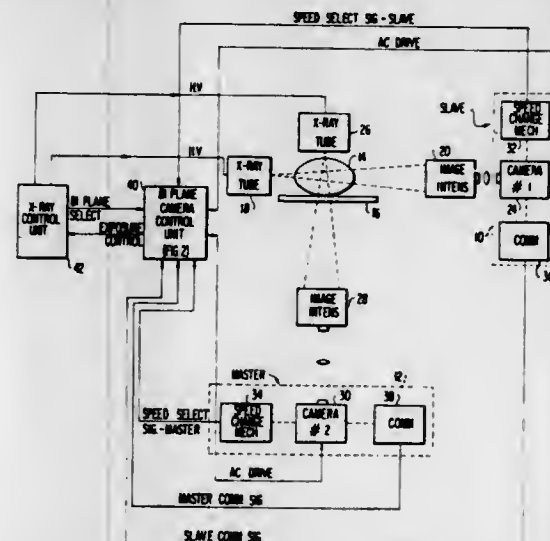 SPEED SELECT SIG-SLAVE
AC DRIVE
HV
SLAVE
SPEED
CHANGE
MECH
32
X-RAY
TUBE
26
HV
14
20
X-RAY
TUBE
18
IMAGE
INTENS
CAMERA
# 1
24
40
X-RAY
CONTROL
UNIT
42
BI PLANE
SELECT
EXPOSURE
CONTROL
BI PLANE
CAMERA
CONTROL
UNIT
(FIG 2)
16
10
COMM
36
IMAGE
INTENS
28
MASTER
12
34
30
38
SPEED SELECT
SIG-MASTER
SPEED
CHANGE
MECH
CAMERA
# 2
COMM
AC DRIVE
MASTER COMM SIG
SLAVE COMM SIG